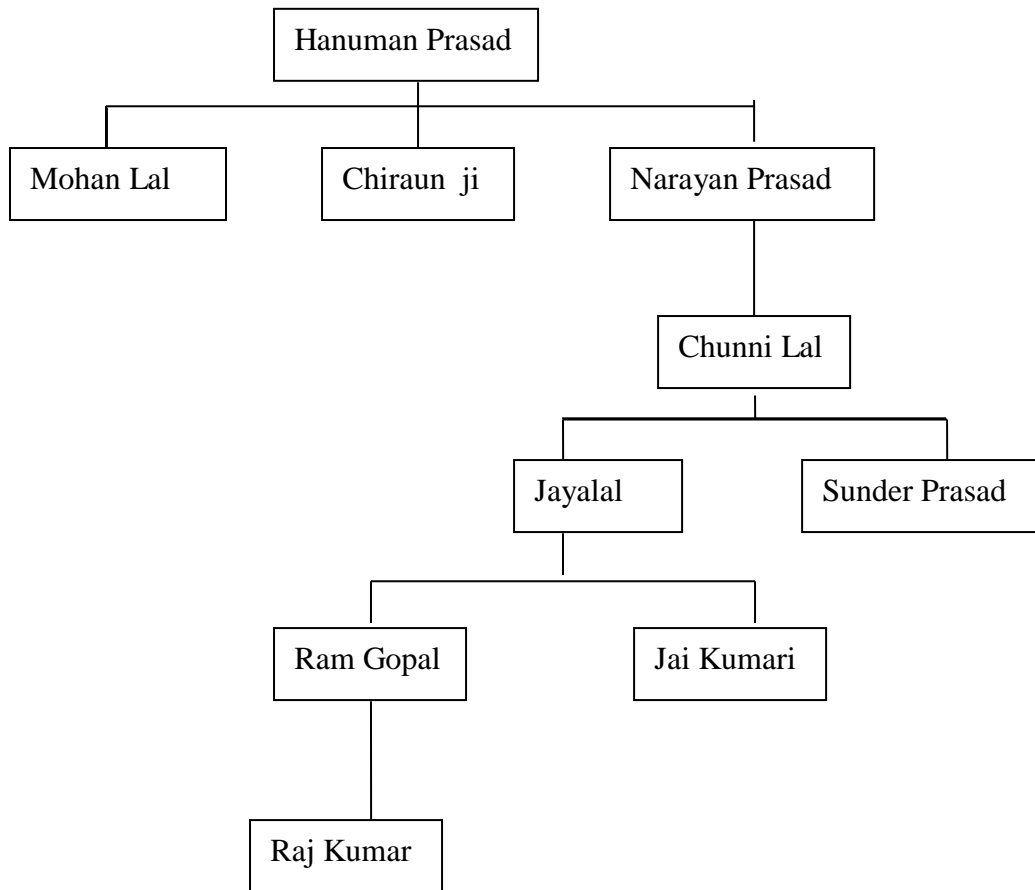 Hanuman Prasad
Mohan Lal
Chiraun ji
Narayan Prasad
Chunni Lal
Jayalal
Sunder Prasad
Ram Gopal
Jai Kumari
Raj Kumar